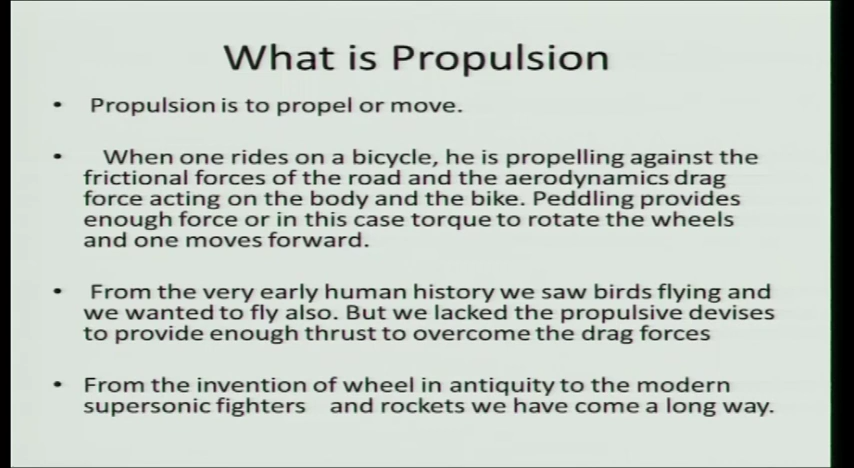 What is Propulsion
• Propulsion is to propel or move.
• When one rides on a bicycle, he is propelling against the
frictional forces of the road and the aerodynamics drag
force acting on the body and the bike. Peddling provides
enough force or in this case torque to rotate the wheels
and one moves forward.
• From the very early human history we saw birds flying and
we wanted to fly also. But we lacked the propulsive devises
to provide enough thrust to overcome the drag forces
• From the invention of wheel in antiquity to the modern
supersonic fighters and rockets we have come a long way.